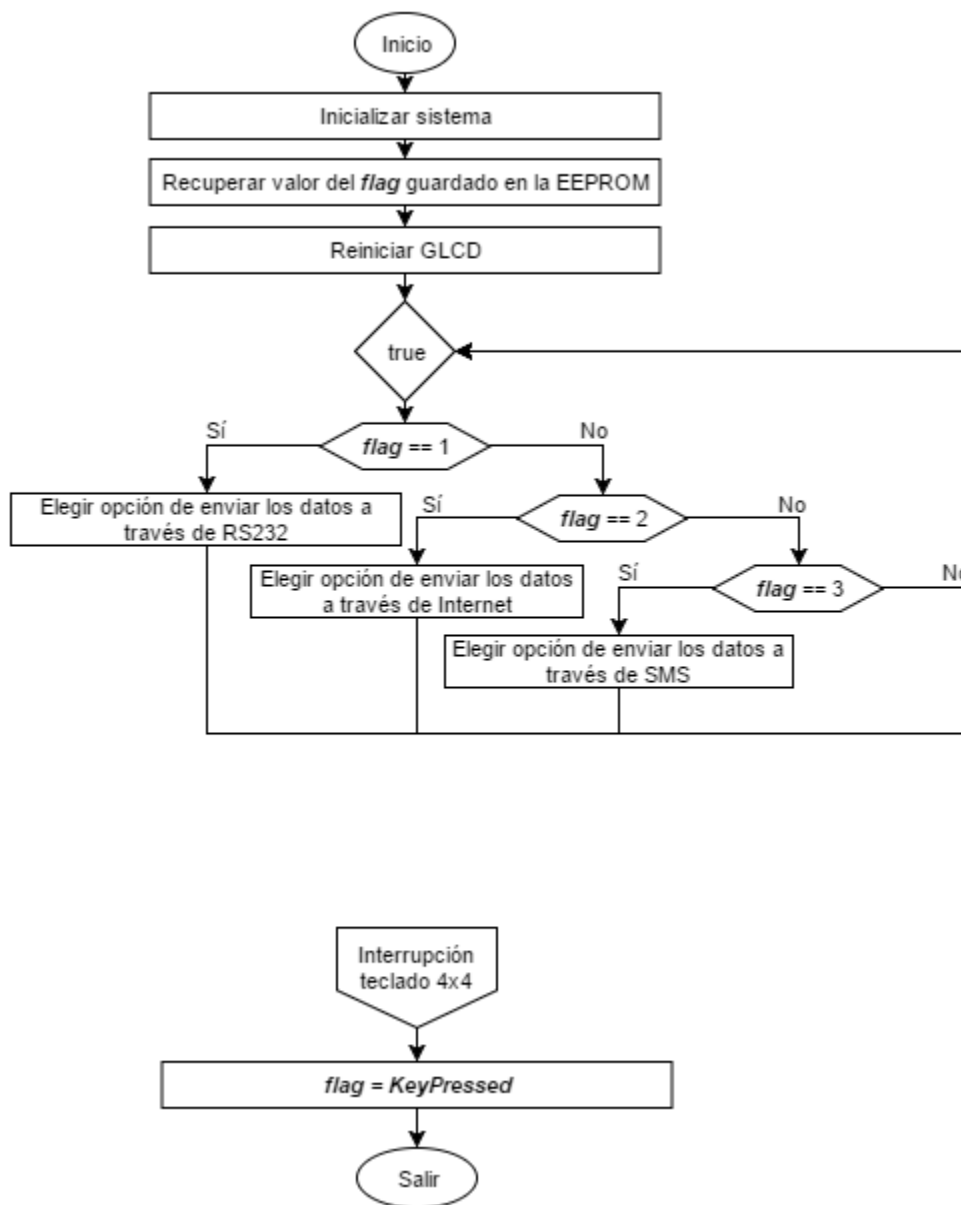 Inicio
Inicializar sistema
Recuperar valor del flag guardado en la EEPROM
Reiniciar GLCD
true
Sí
flag == 1
No
Elegir opción de enviar los datos a
través de RS232
Sí
flag == 2
No
Elegir opción de enviar los datos
a través de Internet
Sí
flag == 3
No
Elegir opción de enviar los datos a
través de SMS
Interrupción
teclado 4x4
flag = KeyPressed
Salir